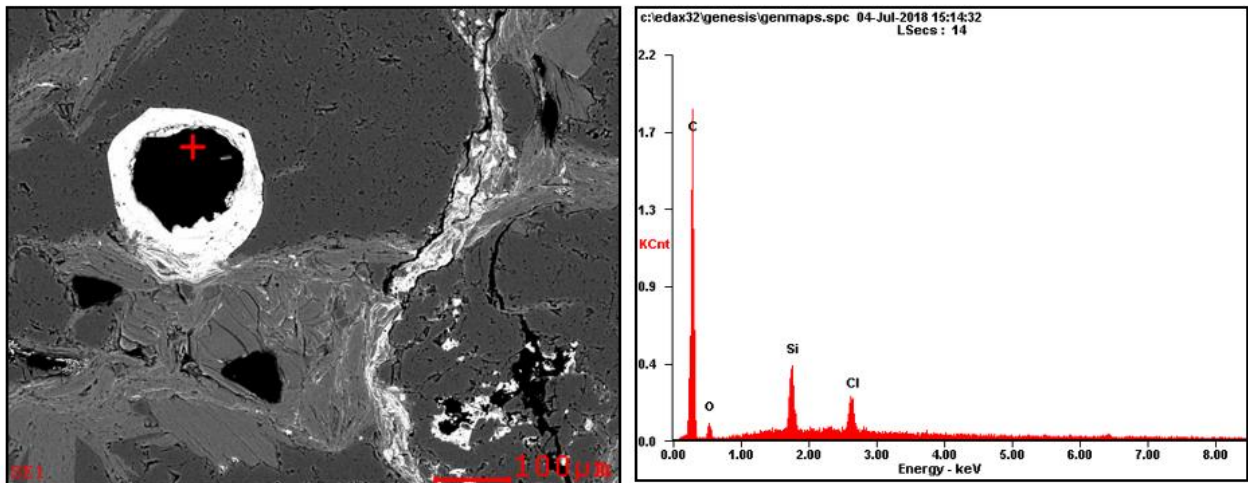 100µm
c:\edax32\genesis\genmaps.spc 04-Jul-2018 15:14:32
LSecs : 14
2.2
1.7
1.3
KCnt
0.9
0.4
0.0
C
O
Si
Cl
0.00 1.00 2.00 3.00 4.00 5.00 6.00 7.00 8.00
Energy - keV